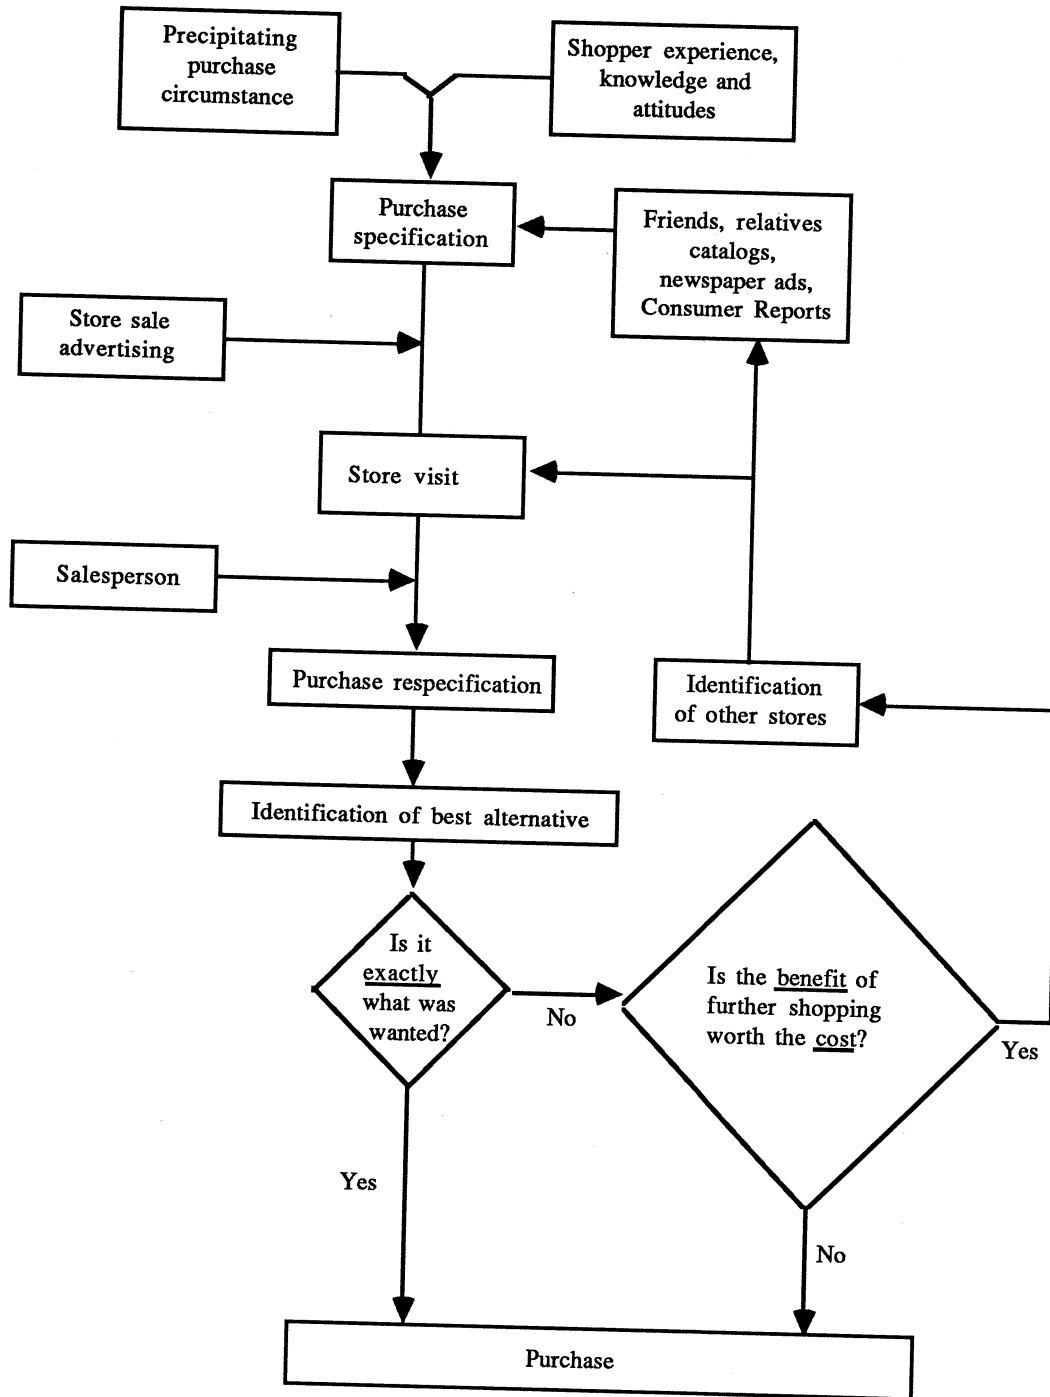 Precipitating
purchase
circumstance
Shopper experience,
knowledge and
attitudes
Purchase
specification
Friends, relatives
catalogs,
newspaper ads,
Consumer Reports
Store sale
advertising
Store visit
Salesperson
Purchase respecification
Identification
of other stores
Identification of best alternative
Is it
exactly
what was
wanted?
No
Is the benefit of
further shopping
worth the cost?
Yes
Yes
No
Purchase